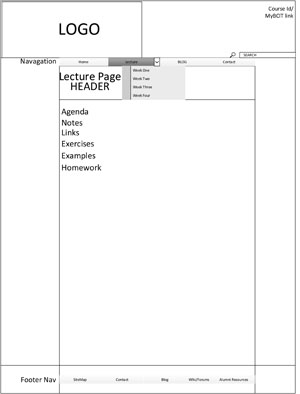 LOGO
Course Id/
MyBOT link
SEARCH
Navagation
Home
lecture
BLOG
Contact
Week One
Week Two
Week Three
Week Four
Lecture Page
HEADER
Agenda
Notes
Links
Exercises
Examples
Homework
Footer Nav
SiteMap
Contact
Blog
Wiki/Forums
Alumni Resources